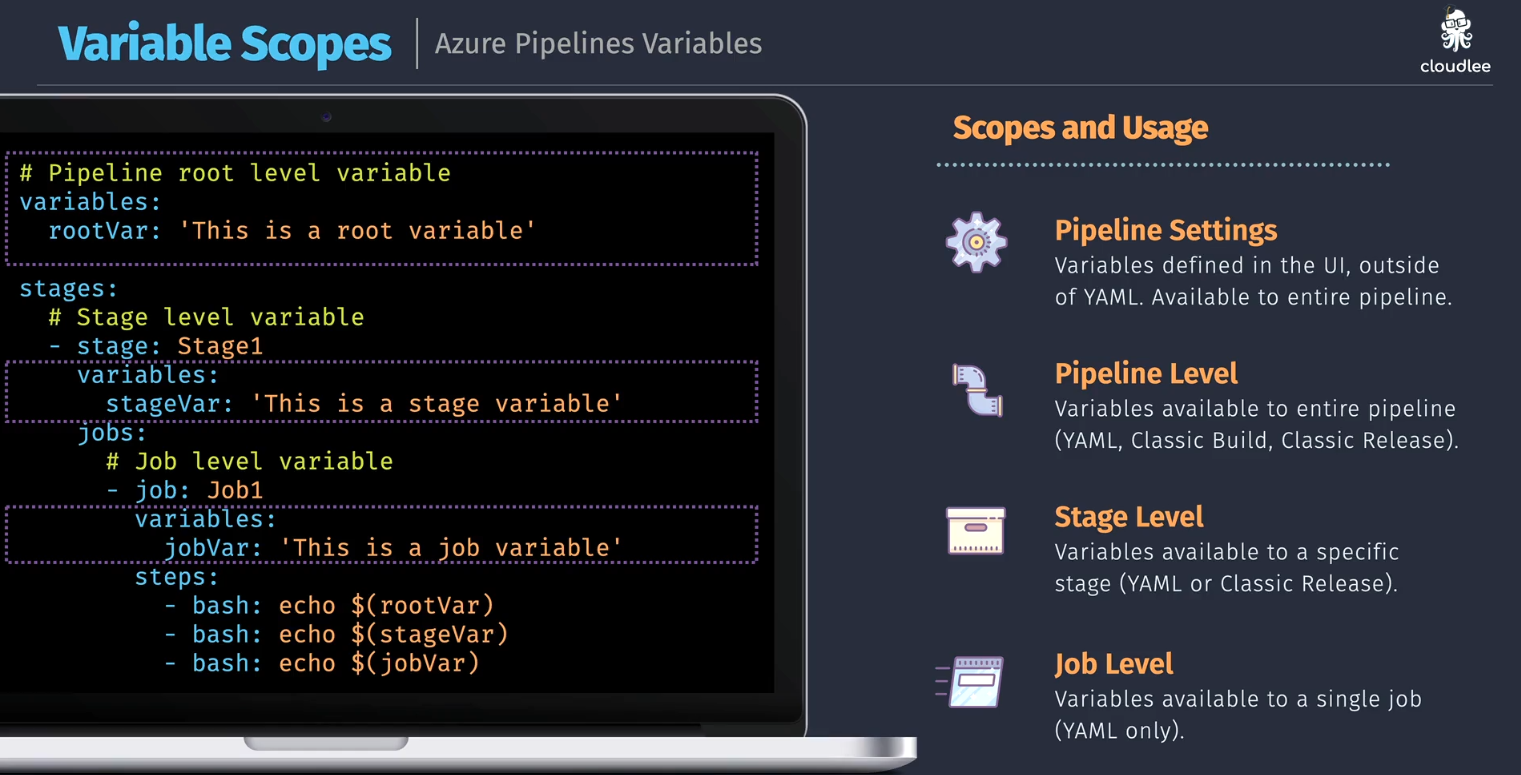 Variable Scopes | Azure Pipelines Variables
cloudlee
# Pipeline root level variable
variables:
  rootVar: 'This is a root variable'
stages:
  # Stage level variable
  - stage: Stage1
    variables:
      stageVar: 'This is a stage variable'
    jobs:
      # Job level variable
      - job: Job1
        variables:
          jobVar: 'This is a job variable'
        steps:
          - bash: echo $(rootVar)
          - bash: echo $(stageVar)
          - bash: echo $(jobVar)
Scopes and Usage
Pipeline Settings
Variables defined in the UI, outside
of YAML. Available to entire pipeline.
Pipeline Level
Variables available to entire pipeline
(YAML, Classic Build, Classic Release).
Stage Level
Variables available to a specific
stage (YAML or Classic Release).
Job Level
Variables available to a single job
(YAML only).